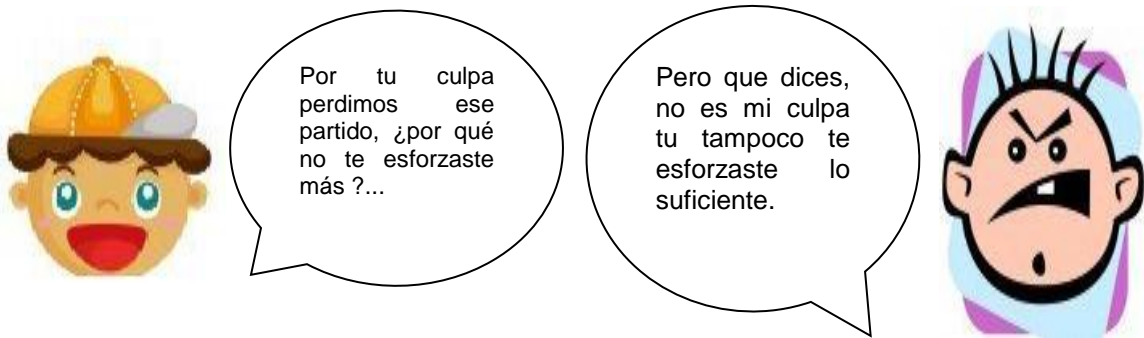 Por tu culpa
perdimos ese
partido, ¿por qué
no te esforzaste
más ?...
Pero que dices,
no es mi culpa
tu tampoco te
esforzaste lo
suficiente.